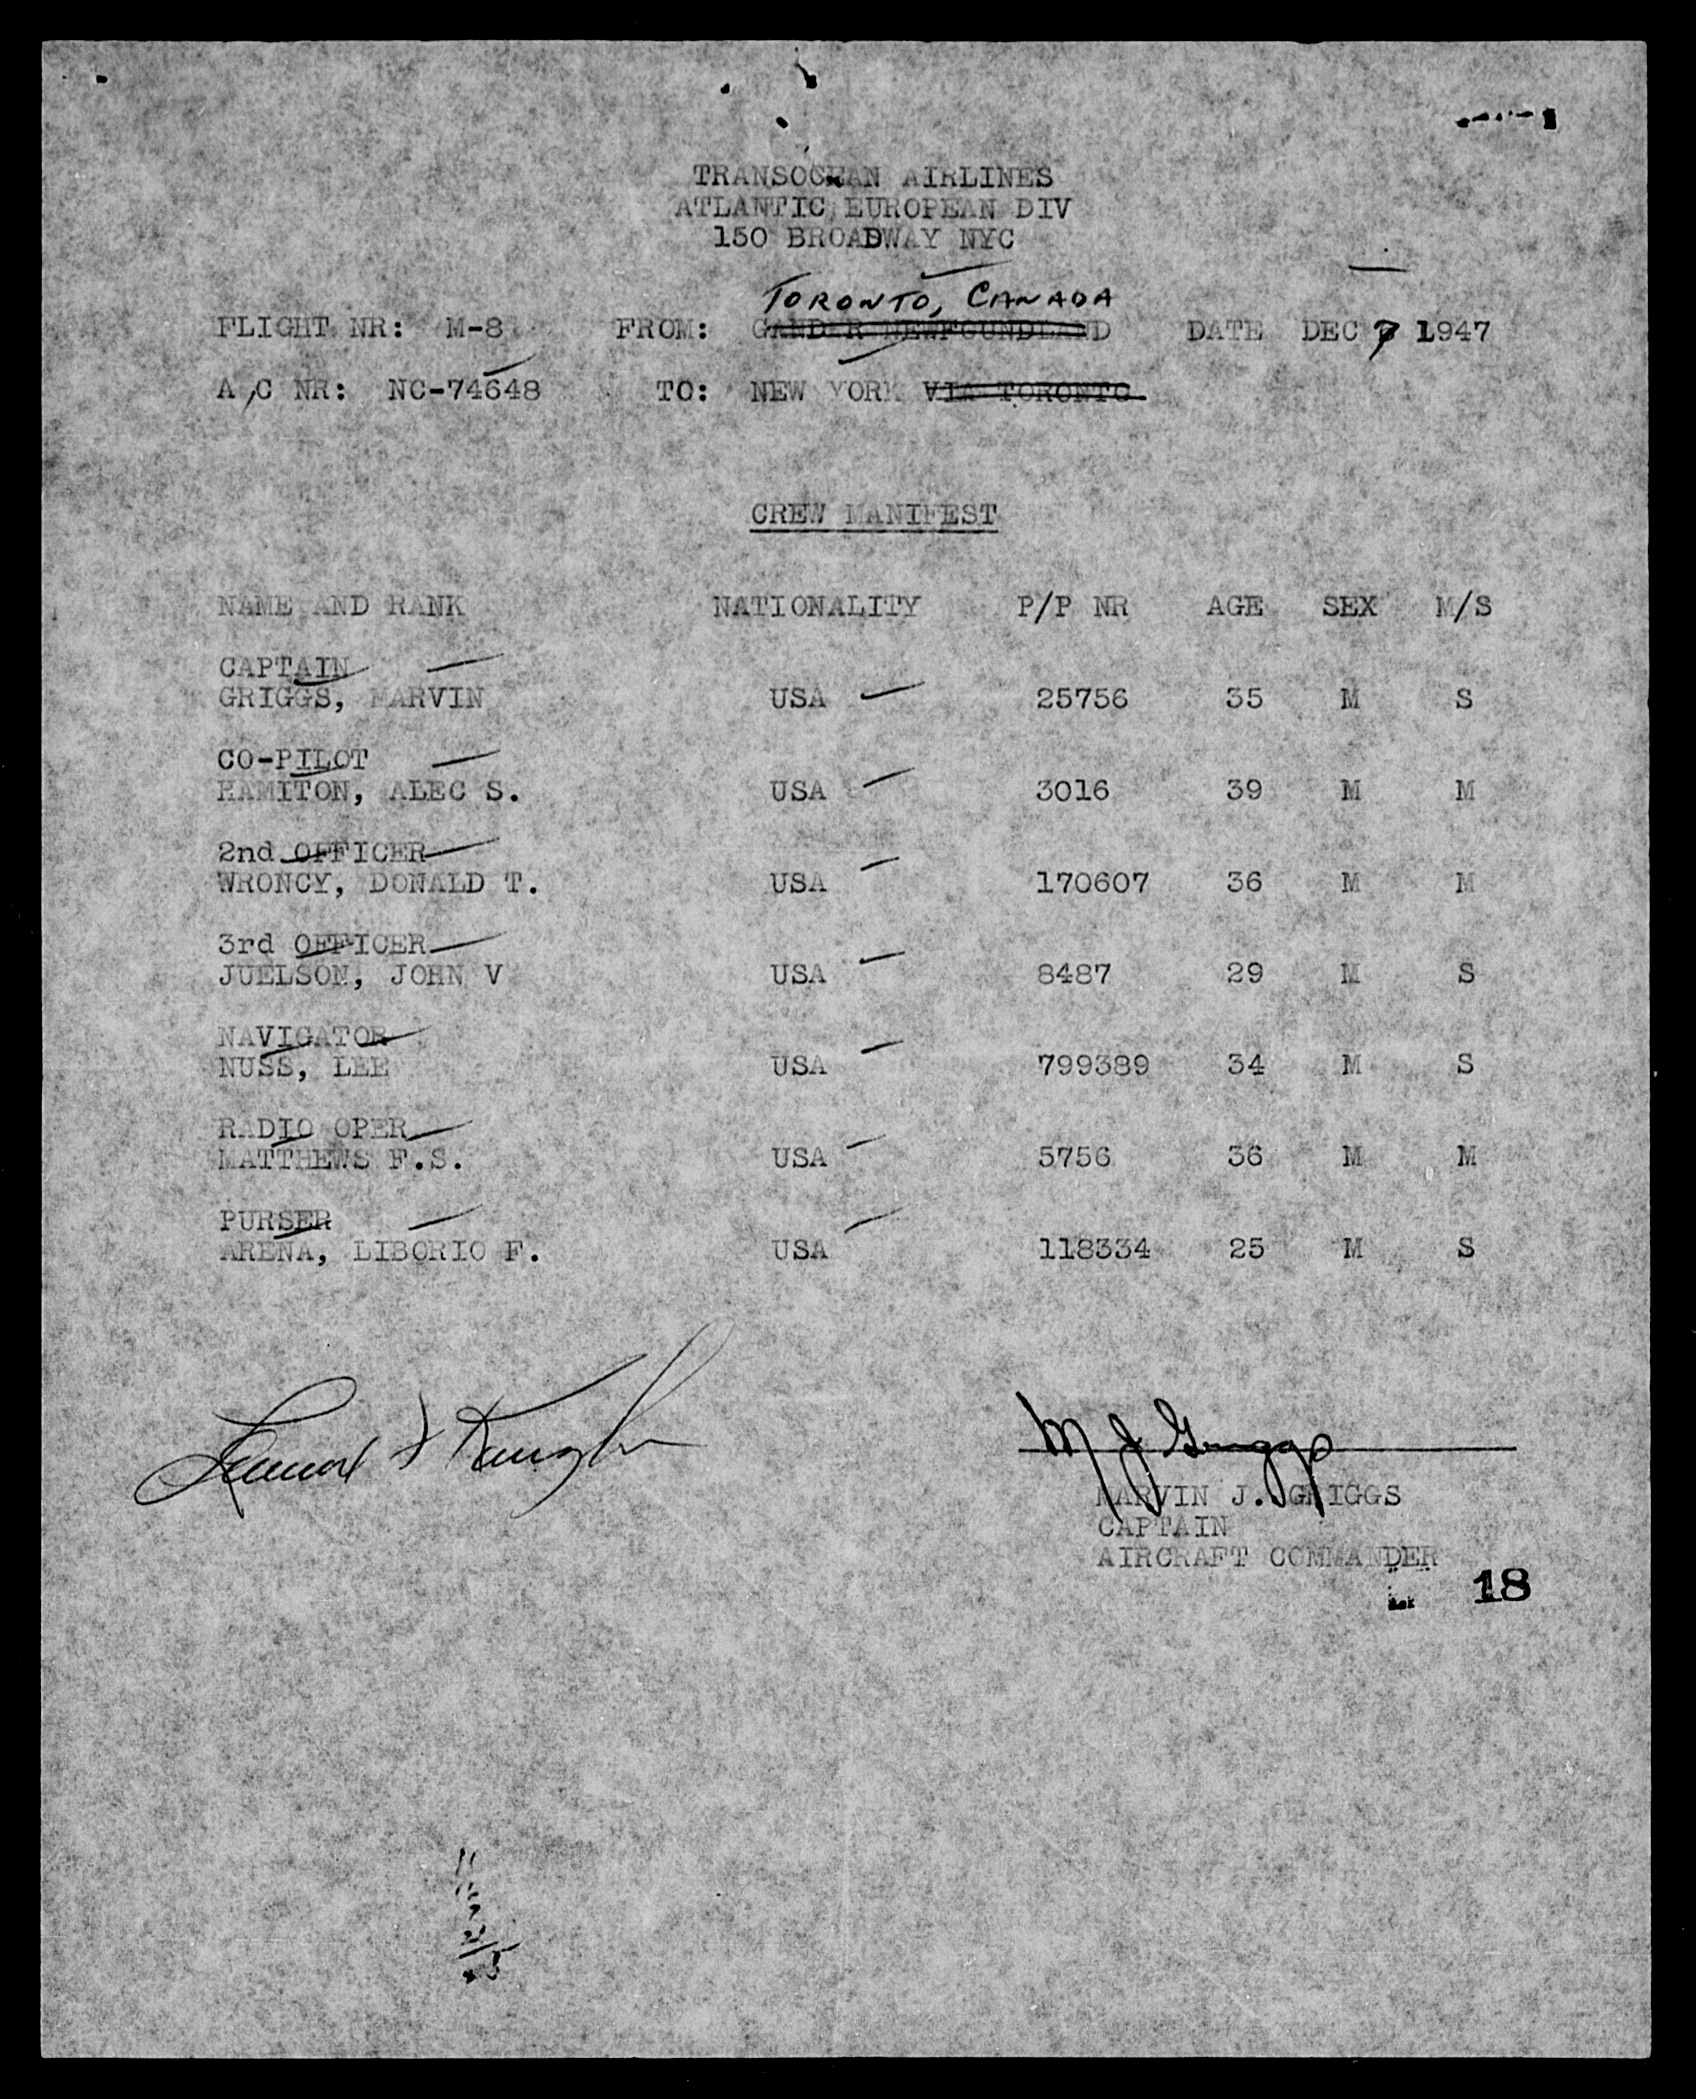 TRANSOCEAN AIRLINES
ATLANTIC, EUROPEAN DIV
150 BROADWAY NYC
TORONTO, CANADA
FLIGHT NR: M-8 FROM: GANDER NEWFOUNDLAND DATE DEC 7 1947
A/C NR: NC-74648 TO: NEW YORK VIA TORONTO
CREW MANIFEST
NAME AND RANK NATIONALITY P/P NR AGE SEX M/S
CAPTAIN
GRIGGS, MARVIN USA 25756 35 M S
CO-PILOT
HAMITON, ALEC S. USA 3016 39 M M
2nd OFFICER
WRONCY, DONALD T. USA 170607 36 M M
3rd OFFICER
JUELSON, JOHN V USA 8487 29 M S
NAVIGATOR
NUSS, LEE USA 799389 34 M S
RADIO OPER
MATTHEWS F.S. USA 5756 36 M M
PURSER
ARENA, LIBORIO F. USA 118334 25 M S
M J Griggs
MARVIN J. GRIGGS
CAPTAIN
AIRCRAFT COMMANDER
18